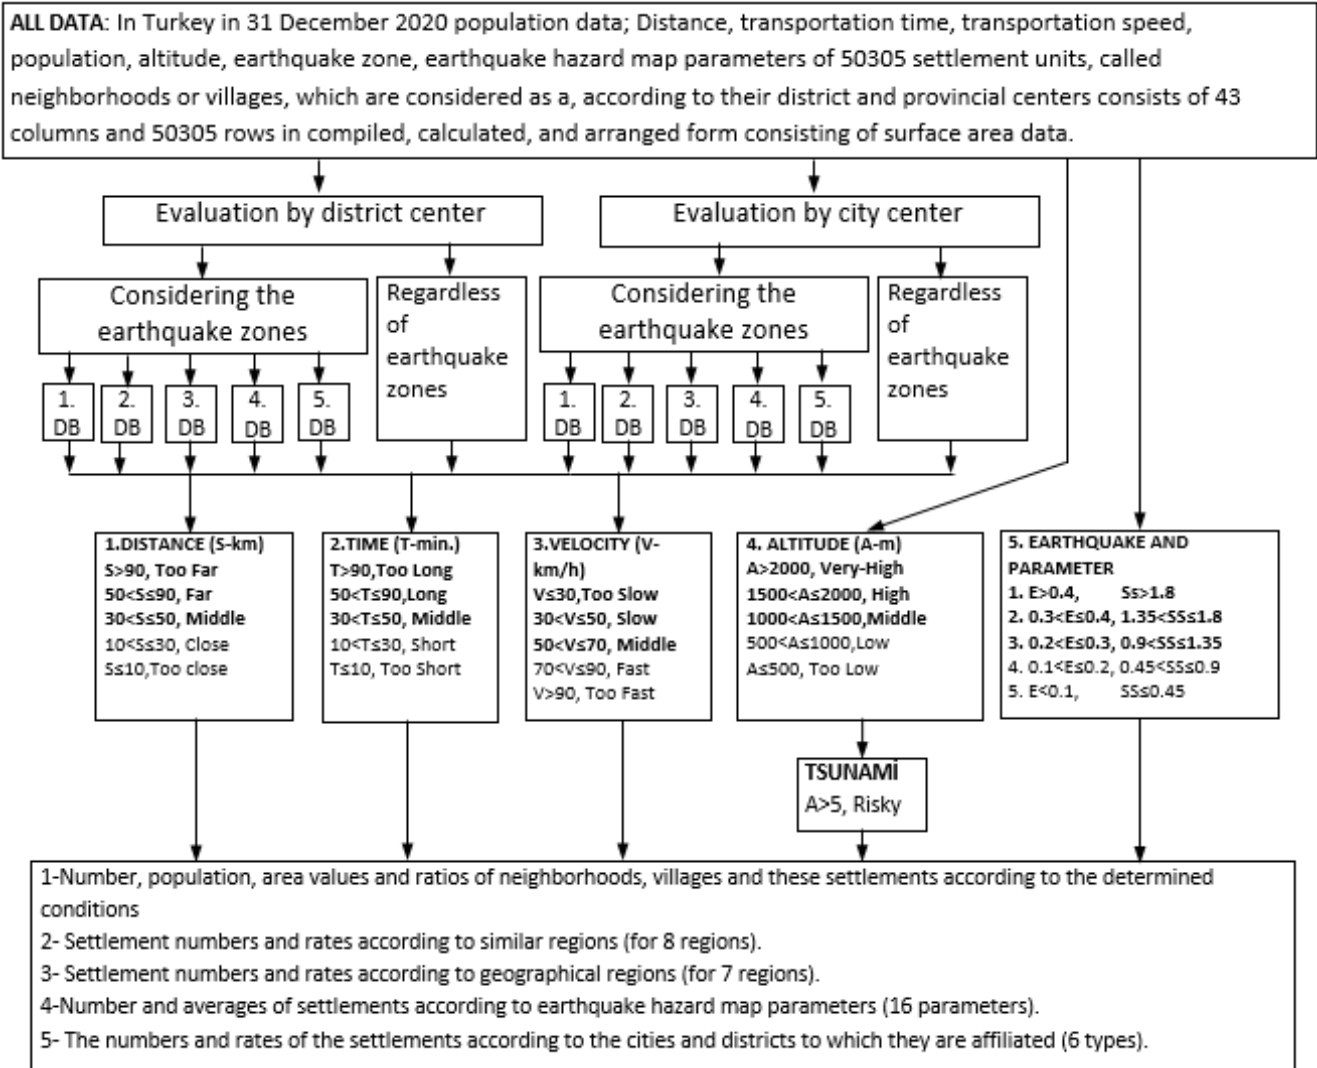 ALL DATA: In Turkey in 31 December 2020 population data; Distance, transportation time, transportation speed,
population, altitude, earthquake zone, earthquake hazard map parameters of 50305 settlement units, called
neighborhoods or villages, which are considered as a, according to their district and provincial centers consists of 43
columns and 50305 rows in compiled, calculated, and arranged form consisting of surface area data.
Evaluation by district center
Evaluation by city center
Considering the
earthquake zones
Regardless
of
earthquake
zones
Considering the
earthquake zones
Regardless
of
earthquake
zones
1.
DB
2.
DB
3.
DB
4.
DB
5.
DB
1.
DB
2.
DB
3.
DB
4.
DB
5.
DB
1.DISTANCE (S-km)
S>90, Too Far
50<S≤90, Far
30<S≤50, Middle
10<S≤30, Close
S≤10,Too close
2.TIME (T-min.)
T>90,Too Long
50<T≤90,Long
30<T≤50, Middle
10<T≤30, Short
T≤10, Too Short
3.VELOCITY (V-
km/h)
V≤30,Too Slow
30<V≤50, Slow
50<V≤70, Middle
70<V≤90, Fast
V>90, Too Fast
4. ALTITUDE (A-m)
A>2000, Very-High
1500<A≤2000, High
1000<A≤1500,Middle
500<A≤1000,Low
A≤500, Too Low
5. EARTHQUAKE AND
PARAMETER
1. E>0.4, Ss>1.8
2. 0.3<E≤0.4, 1.35<SS≤1.8
3. 0.2<E≤0.3, 0.9<SS≤1.35
4. 0.1<E≤0.2, 0.45<SS≤0.9
5. E<0.1, SS≤0.45
TSUNAMİ
A>5, Risky
1-Number, population, area values and ratios of neighborhoods, villages and these settlements according to the determined
conditions
2- Settlement numbers and rates according to similar regions (for 8 regions).
3- Settlement numbers and rates according to geographical regions (for 7 regions).
4-Number and averages of settlements according to earthquake hazard map parameters (16 parameters).
5- The numbers and rates of the settlements according to the cities and districts to which they are affiliated (6 types).